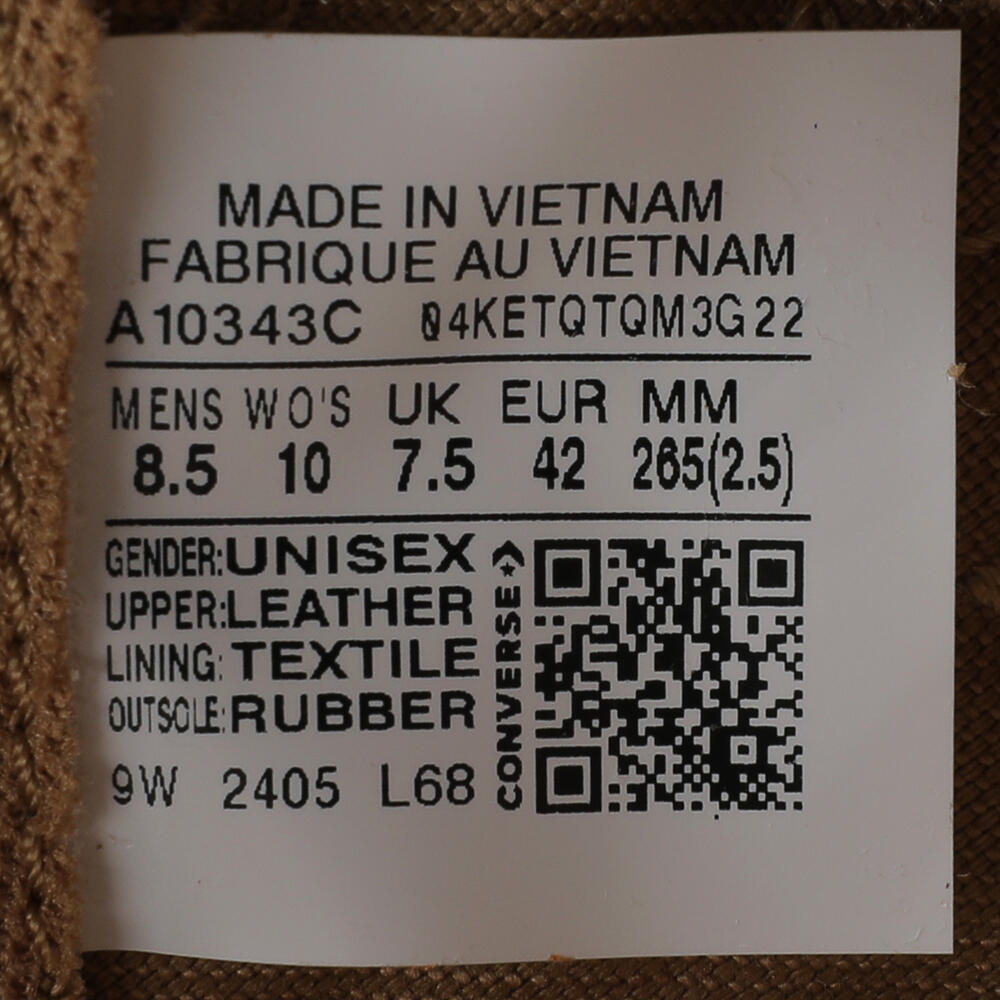 MADE IN VIETNAM
FABRIQUE AU VIETNAM
A10343C 04KETQTQM3G22
MENS WO'S UK EUR MM
8.5 10 7.5 42 265(2.5)
GENDER:UNISEX
UPPER:LEATHER
LINING:TEXTILE
OUTSOLE:RUBBER
9W 2405 L68
CONVERSE